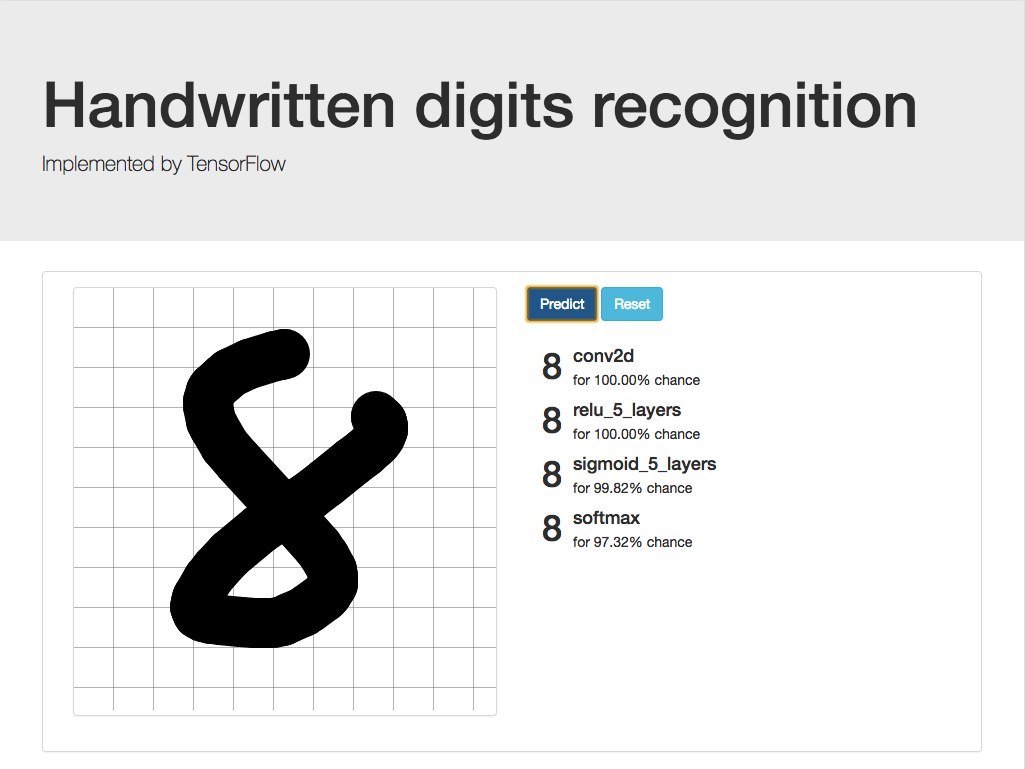 Handwritten digits recognition
Implemented by TensorFlow
8
Predict Reset
8 conv2d
for 100.00% chance
8 relu_5_layers
for 100.00% chance
8 sigmoid_5_layers
for 99.82% chance
8 softmax
for 97.32% chance